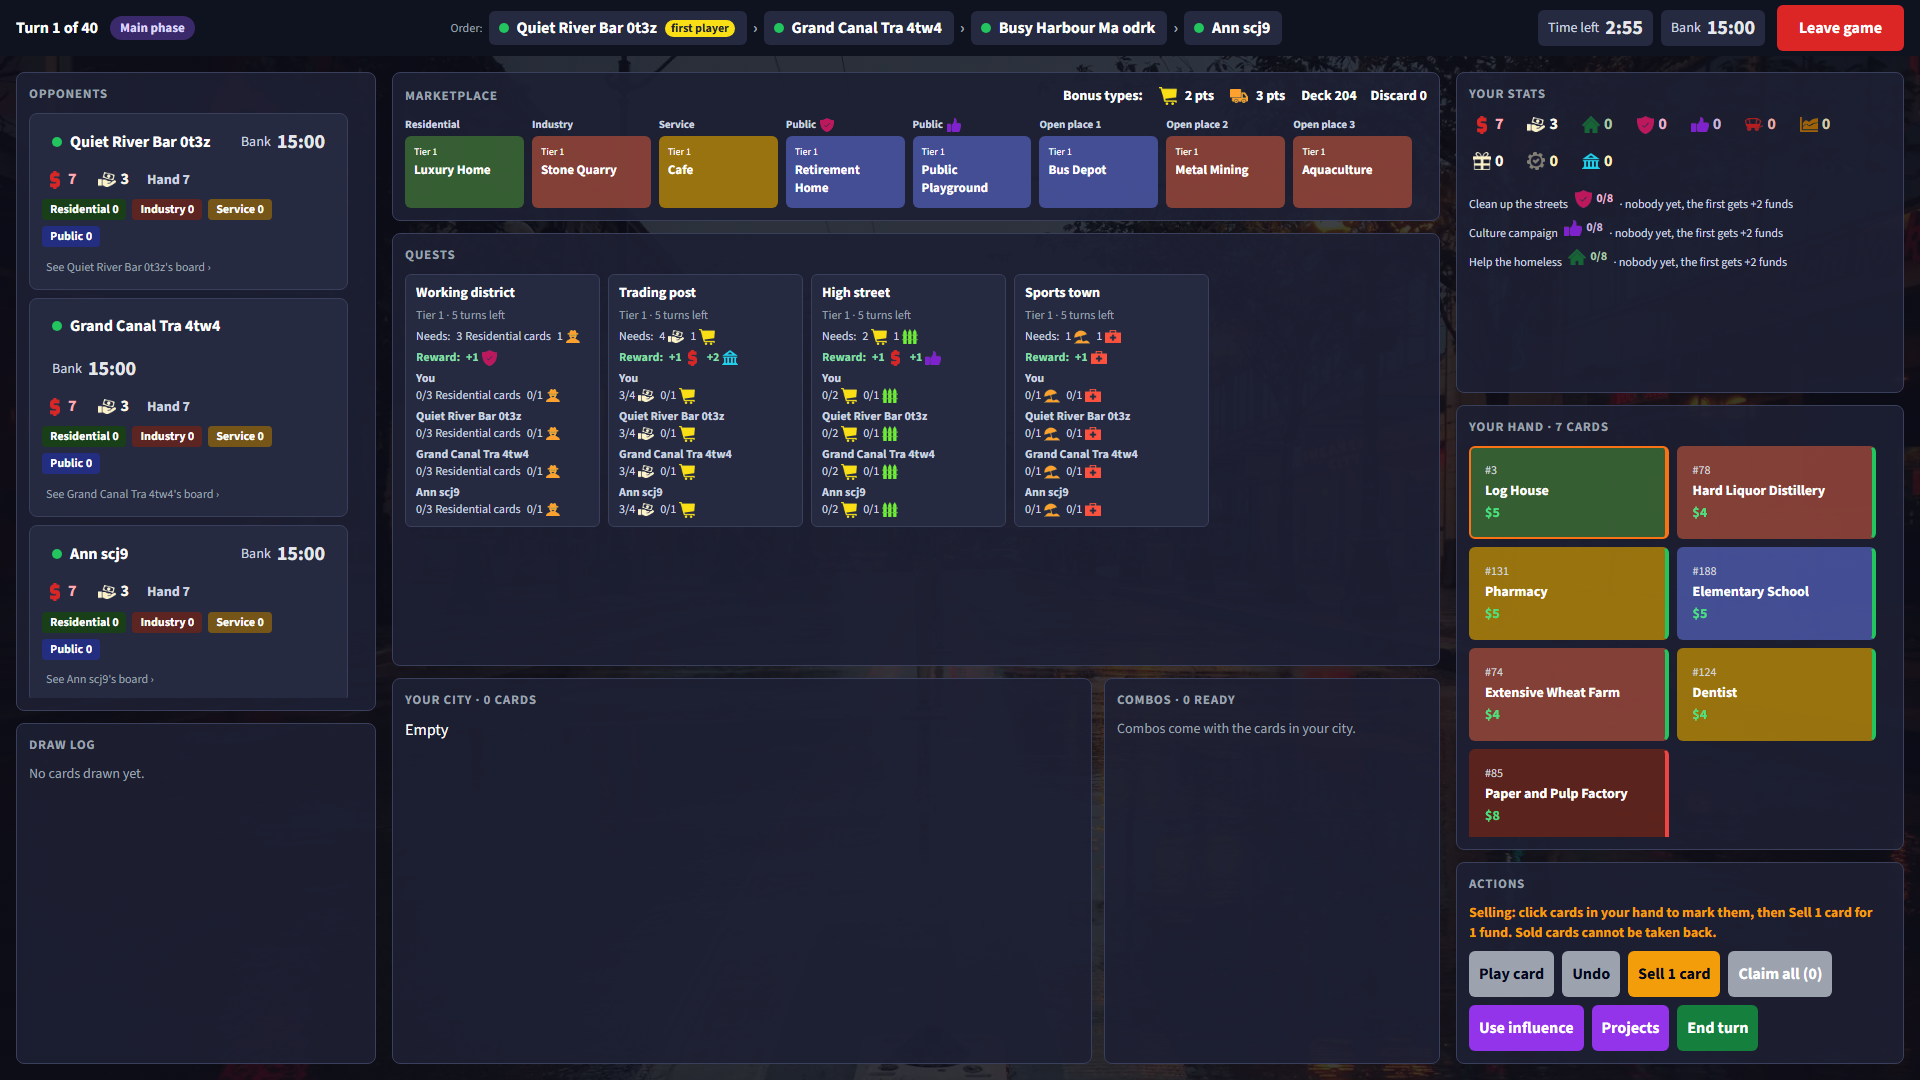 Turn 1 of 40
Main phase
Order:
Quiet River Bar 0t3z
first player
›
Grand Canal Tra 4tw4
›
Busy Harbour Ma odrk
›
Ann scj9
Time left 2:55
Bank 15:00
Leave game
OPPONENTS
Quiet River Bar 0t3z
Bank 15:00
7
3
Hand 7
Residential 0
Industry 0
Service 0
Public 0
See Quiet River Bar 0t3z's board ›
Grand Canal Tra 4tw4
Bank 15:00
7
3
Hand 7
Residential 0
Industry 0
Service 0
Public 0
See Grand Canal Tra 4tw4's board ›
Ann scj9
Bank 15:00
7
3
Hand 7
Residential 0
Industry 0
Service 0
Public 0
See Ann scj9's board ›
DRAW LOG
No cards drawn yet.
MARKETPLACE
Bonus types:
2 pts
3 pts
Deck 204
Discard 0
Residential
Tier 1
Luxury Home
Industry
Tier 1
Stone Quarry
Service
Tier 1
Cafe
Public
Tier 1
Retirement
Home
Public
Tier 1
Public
Playground
Open place 1
Tier 1
Bus Depot
Open place 2
Tier 1
Metal Mining
Open place 3
Tier 1
Aquaculture
QUESTS
Working district
Tier 1 · 5 turns left
Needs: 3 Residential cards 1
Reward: +1
You
0/3 Residential cards 0/1
Quiet River Bar 0t3z
0/3 Residential cards 0/1
Grand Canal Tra 4tw4
0/3 Residential cards 0/1
Ann scj9
0/3 Residential cards 0/1
Trading post
Tier 1 · 5 turns left
Needs: 4 1
Reward: +1 +2
You
3/4 0/1
Quiet River Bar 0t3z
3/4 0/1
Grand Canal Tra 4tw4
3/4 0/1
Ann scj9
3/4 0/1
High street
Tier 1 · 5 turns left
Needs: 2 1
Reward: +1 +1
You
0/2 0/1
Quiet River Bar 0t3z
0/2 0/1
Grand Canal Tra 4tw4
0/2 0/1
Ann scj9
0/2 0/1
Sports town
Tier 1 · 5 turns left
Needs: 1 1
Reward: +1
You
0/1 0/1
Quiet River Bar 0t3z
0/1 0/1
Grand Canal Tra 4tw4
0/1 0/1
Ann scj9
0/1 0/1
YOUR CITY · 0 CARDS
Empty
COMBOS · 0 READY
Combos come with the cards in your city.
YOUR STATS
7 3 0 0 0 0 0
0 0 0
Clean up the streets 0/8 · nobody yet, the first gets +2 funds
Culture campaign 0/8 · nobody yet, the first gets +2 funds
Help the homeless 0/8 · nobody yet, the first gets +2 funds
YOUR HAND · 7 CARDS
#3
Log House
$5
#78
Hard Liquor Distillery
$4
#131
Pharmacy
$5
#188
Elementary School
$5
#74
Extensive Wheat Farm
$4
#124
Dentist
$4
#85
Paper and Pulp Factory
$8
ACTIONS
Selling: click cards in your hand to mark them, then Sell 1 card for
1 fund. Sold cards cannot be taken back.
Play card
Undo
Sell 1 card
Claim all (0)
Use influence
Projects
End turn